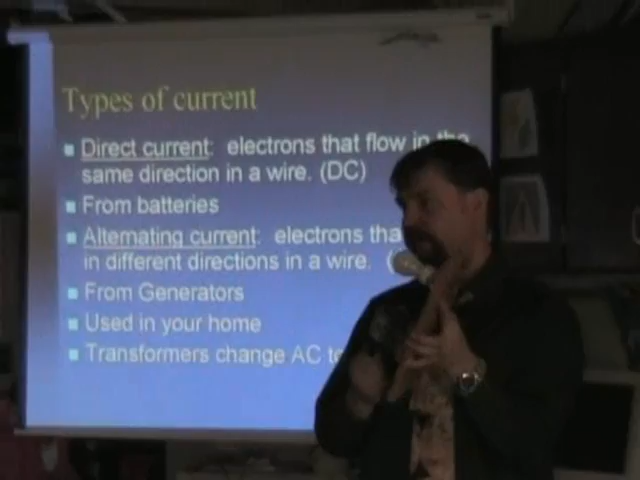 Types of current
Direct current: electrons that flow in the
same direction in a wire. (DC)
From batteries
Alternating current: electrons
in different directions in a wire. (
From Generators
Used in your home
Transformers change AC